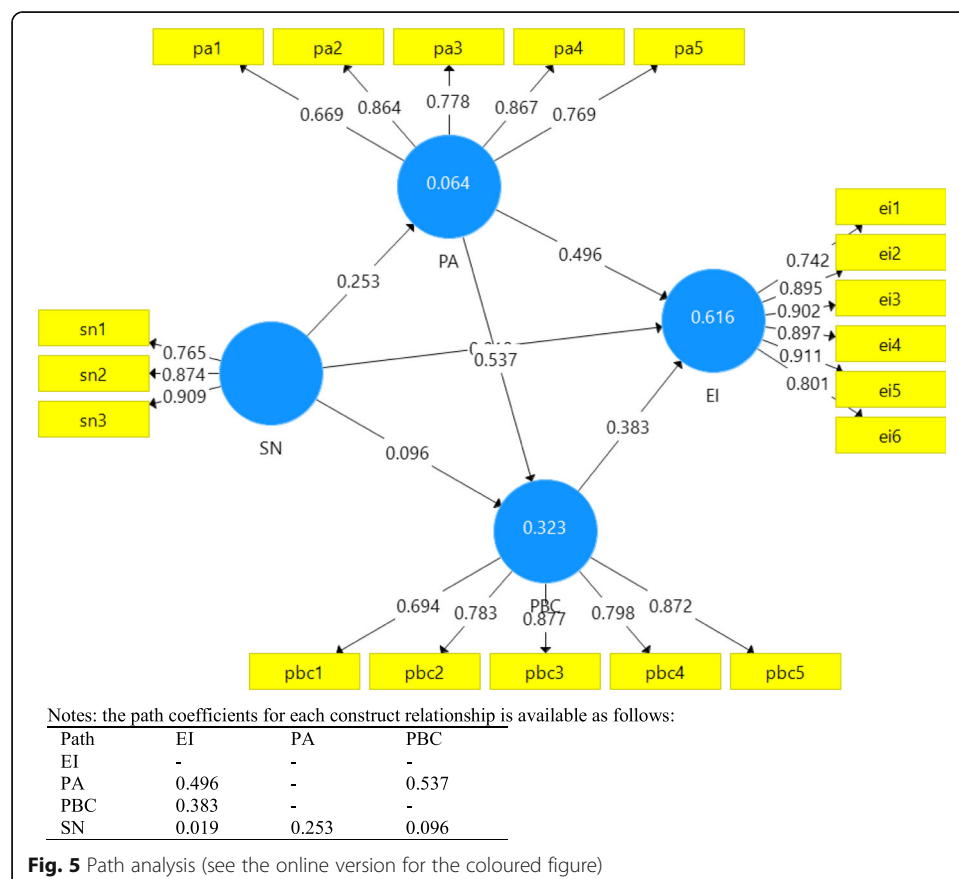 pa1 pa2 pa3 pa4 pa5
0.669 0.864 0.778 0.867 0.769
0.064
PA
ei1
ei2
ei3
ei4
ei5
ei6
0.742
0.895
0.902
0.897
0.911
0.801
0.496
0.253
0.616
EI
sn1
sn2
sn3
0.765
0.874
0.909
SN
0.537
0.383
0.096
0.323
PBC
0.694 0.783 0.877 0.798 0.872
pbc1 pbc2 pbc3 pbc4 pbc5
Notes: the path coefficients for each construct relationship is available as follows:
Path EI PA PBC
EI - - -
PA 0.496 - 0.537
PBC 0.383 - -
SN 0.019 0.253 0.096
Fig. 5 Path analysis (see the online version for the coloured figure)